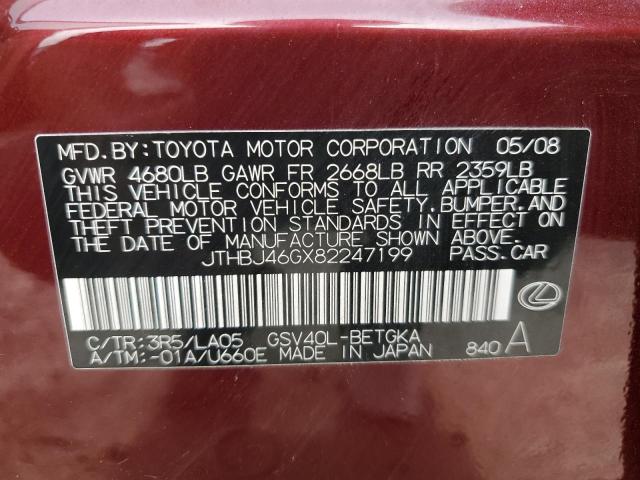 MFD.BY:TOYOTA MOTOR CORPORATION 05/08
GVWR 4680LB GAWR FR 2668LB RR 2359LB
THIS VEHICLE CONFORMS TO ALL APPLICABLE
FEDERAL MOTOR VEHICLE SAFETY,BUMPER,AND
THEFT PREVENTION STANDARDS IN EFFECT ON
THE DATE OF MANUFACTURE SHOWN ABOVE.
JTHBJ46GX82247199 PASS.CAR
C/TR:3R5/LA05 GSV40L-BETGKA
A/TM:-01A/U660E MADE IN JAPAN 840 A